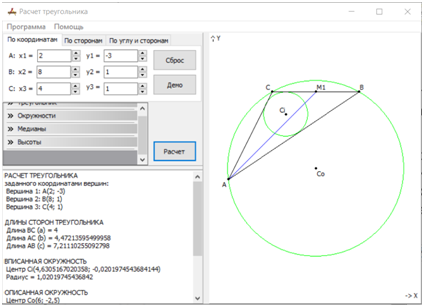 Расчет треугольника
Программа Помощь
По координатам По сторонам По углу и сторонам
A: x1 = 2 y1 = -3 Сброс
B: x2 = 8 y2 = 1
C: x3 = 4 y3 = 1 Демо
Треугольник
Окружности
Медианы
Высоты
Расчет
РАСЧЕТ ТРЕУГОЛЬНИКА
заданного координатами вершин:
Вершина 1: A(2; -3)
Вершина 2: B(8; 1)
Вершина 3: C(4; 1)
ДЛИНЫ СТОРОН ТРЕУГОЛЬНИКА
Длина BC (a) = 4
Длина AC (b) = 4,47213595499958
Длина AB (c) = 7,21110255092798
ВПИСАННАЯ ОКРУЖНОСТЬ
Центр Ci(4,6305167020358; -0,0201974543684144)
Радиус = 1,02019745436842
ОПИСАННАЯ ОКРУЖНОСТЬ
Центр Co(6; -2,5)
Y
C M1 B
Ci
Co
A
-> X